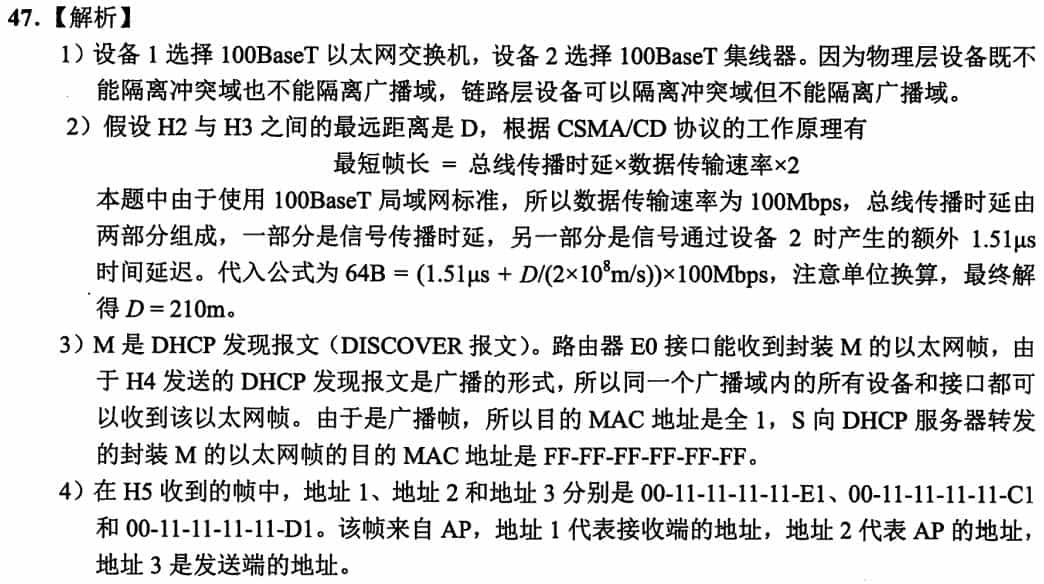 47.【解析】
1）设备 1 选择 100BaseT 以太网交换机，设备 2 选择 100BaseT 集线器。因为物理层设备既不
能隔离冲突域也不能隔离广播域，链路层设备可以隔离冲突域但不能隔离广播域。
2）假设 H2 与 H3 之间的最远距离是 D，根据 CSMA/CD 协议的工作原理有
最短帧长 = 总线传播时延×数据传输速率×2
本题中由于使用 100BaseT 局域网标准，所以数据传输速率为 100Mbps，总线传播时延由
两部分组成，一部分是信号传播时延，另一部分是信号通过设备 2 时产生的额外 1.51μs
时间延迟。代入公式为 64B = (1.51μs + D/(2×10⁸m/s))×100Mbps，注意单位换算，最终解
得 D = 210m。
3）M 是 DHCP 发现报文（DISCOVER 报文）。路由器 E0 接口能收到封装 M 的以太网帧，由
于 H4 发送的 DHCP 发现报文是广播的形式，所以同一个广播域内的所有设备和接口都可
以收到该以太网帧。由于是广播帧，所以目的 MAC 地址是全 1，S 向 DHCP 服务器转发
的封装 M 的以太网帧的目的 MAC 地址是 FF-FF-FF-FF-FF-FF。
4）在 H5 收到的帧中，地址 1、地址 2 和地址 3 分别是 00-11-11-11-11-E1、00-11-11-11-11-C1
和 00-11-11-11-11-D1。该帧来自 AP，地址 1 代表接收端的地址，地址 2 代表 AP 的地址，
地址 3 是发送端的地址。